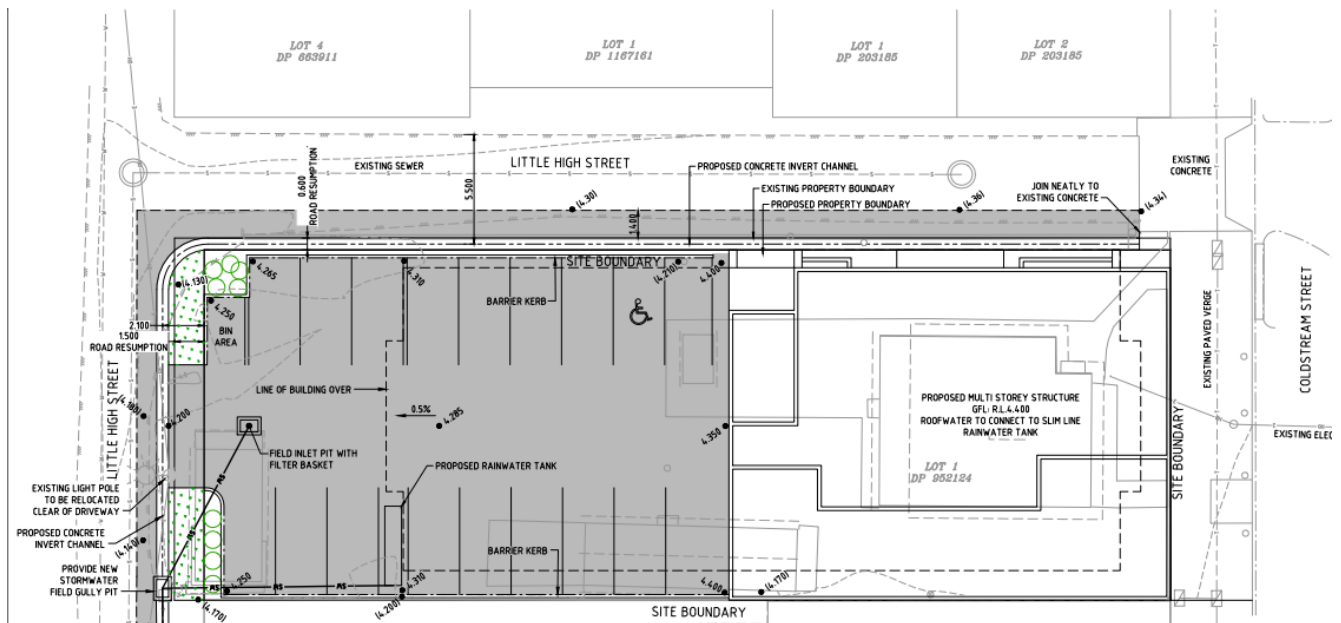 LOT 4
DP 663911
LOT 1
DP 1167161
LOT 1
DP 203185
LOT 2
DP 203185
0.600
ROAD RESUMPTION
EXISTING SEWER
5.500
LITTLE HIGH STREET
PROPOSED CONCRETE INVERT CHANNEL
EXISTING PROPERTY BOUNDARY
PROPOSED PROPERTY BOUNDARY
JOIN NEATLY TO
EXISTING CONCRETE
EXISTING
CONCRETE
(4.30)
1.400
(4.36)
(4.34)
(4.130)
4.265
4.310
SITE BOUNDARY
(4.210)
4.400
BARRIER KERB
4.250
BIN
AREA
2.100
1.500
ROAD RESUMPTION
LITTLE HIGH STREET
LINE OF BUILDING OVER
(4.180)
4.200
0.5%
4.285
4.350
PROPOSED MULTI STOREY STRUCTURE
GFL: R.L.4.400
ROOFWATER TO CONNECT TO SLIM LINE
RAINWATER TANK
LOT 1
DP 952124
EXISTING PAVED VERGE
COLDSTREAM STREET
SITE BOUNDARY
EXISTING ELEC
FIELD INLET PIT WITH
FILTER BASKET
PROPOSED RAINWATER TANK
EXISTING LIGHT POLE
TO BE RELOCATED
CLEAR OF DRIVEWAY
PROPOSED CONCRETE
INVERT CHANNEL
(4.140)
PROVIDE NEW
STORMWATER
FIELD GULLY PIT
BARRIER KERB
4.250
4.310
4.400
(4.170)
(4.170)
(4.200)
SITE BOUNDARY